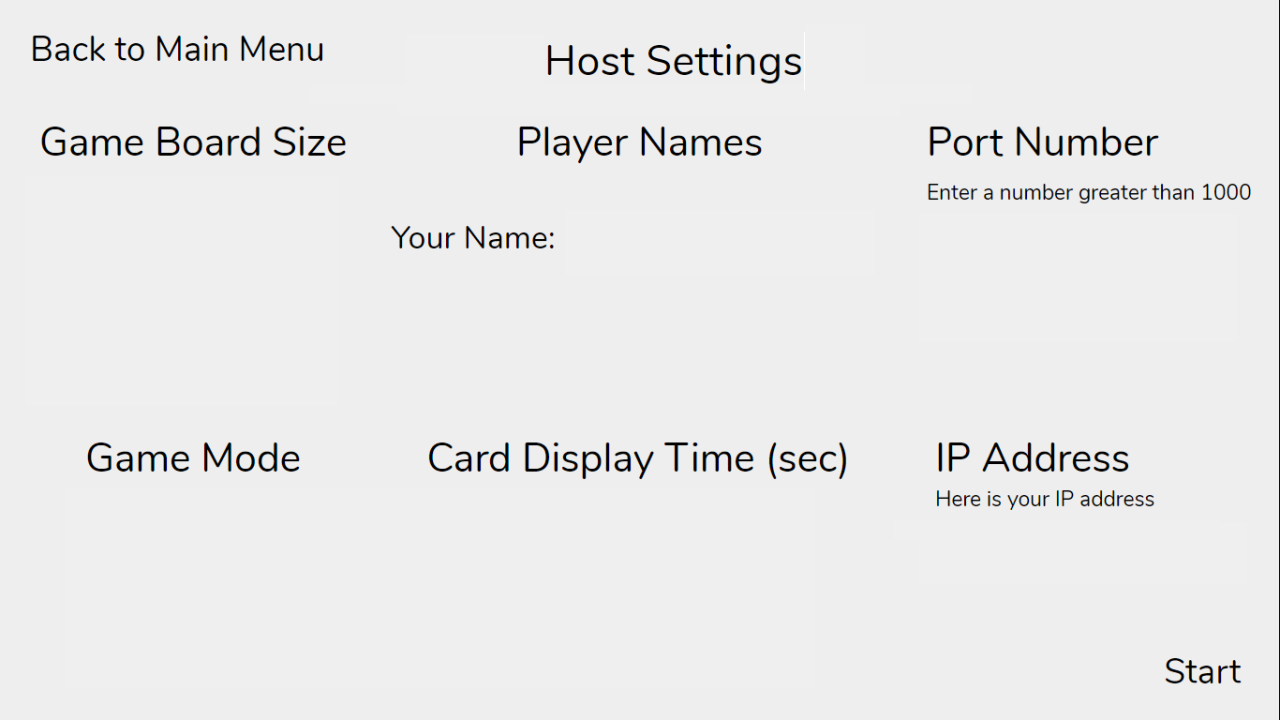 Back to Main Menu
Host Settings
Game Board Size
Player Names
Port Number
Enter a number greater than 1000
Your Name:
Game Mode
Card Display Time (sec)
IP Address
Here is your IP address
Start